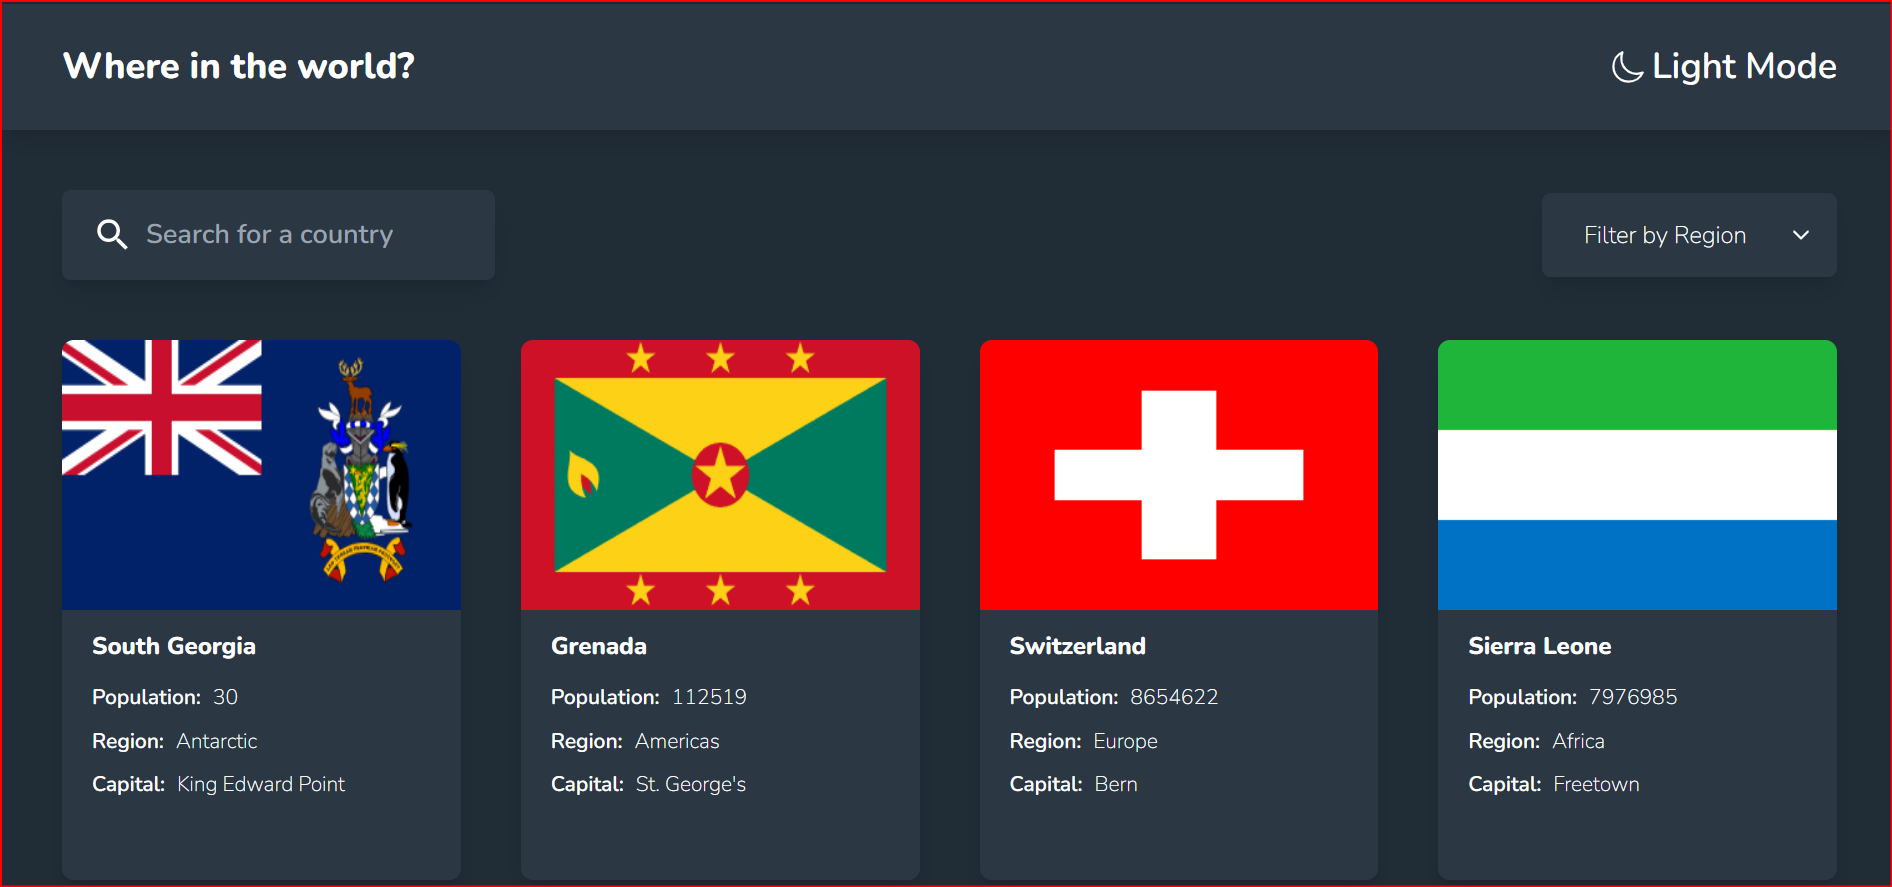 Where in the world?
Light Mode
Search for a country
Filter by Region
South Georgia
Population: 30
Region: Antarctic
Capital: King Edward Point
Grenada
Population: 112519
Region: Americas
Capital: St. George's
Switzerland
Population: 8654622
Region: Europe
Capital: Bern
Sierra Leone
Population: 7976985
Region: Africa
Capital: Freetown